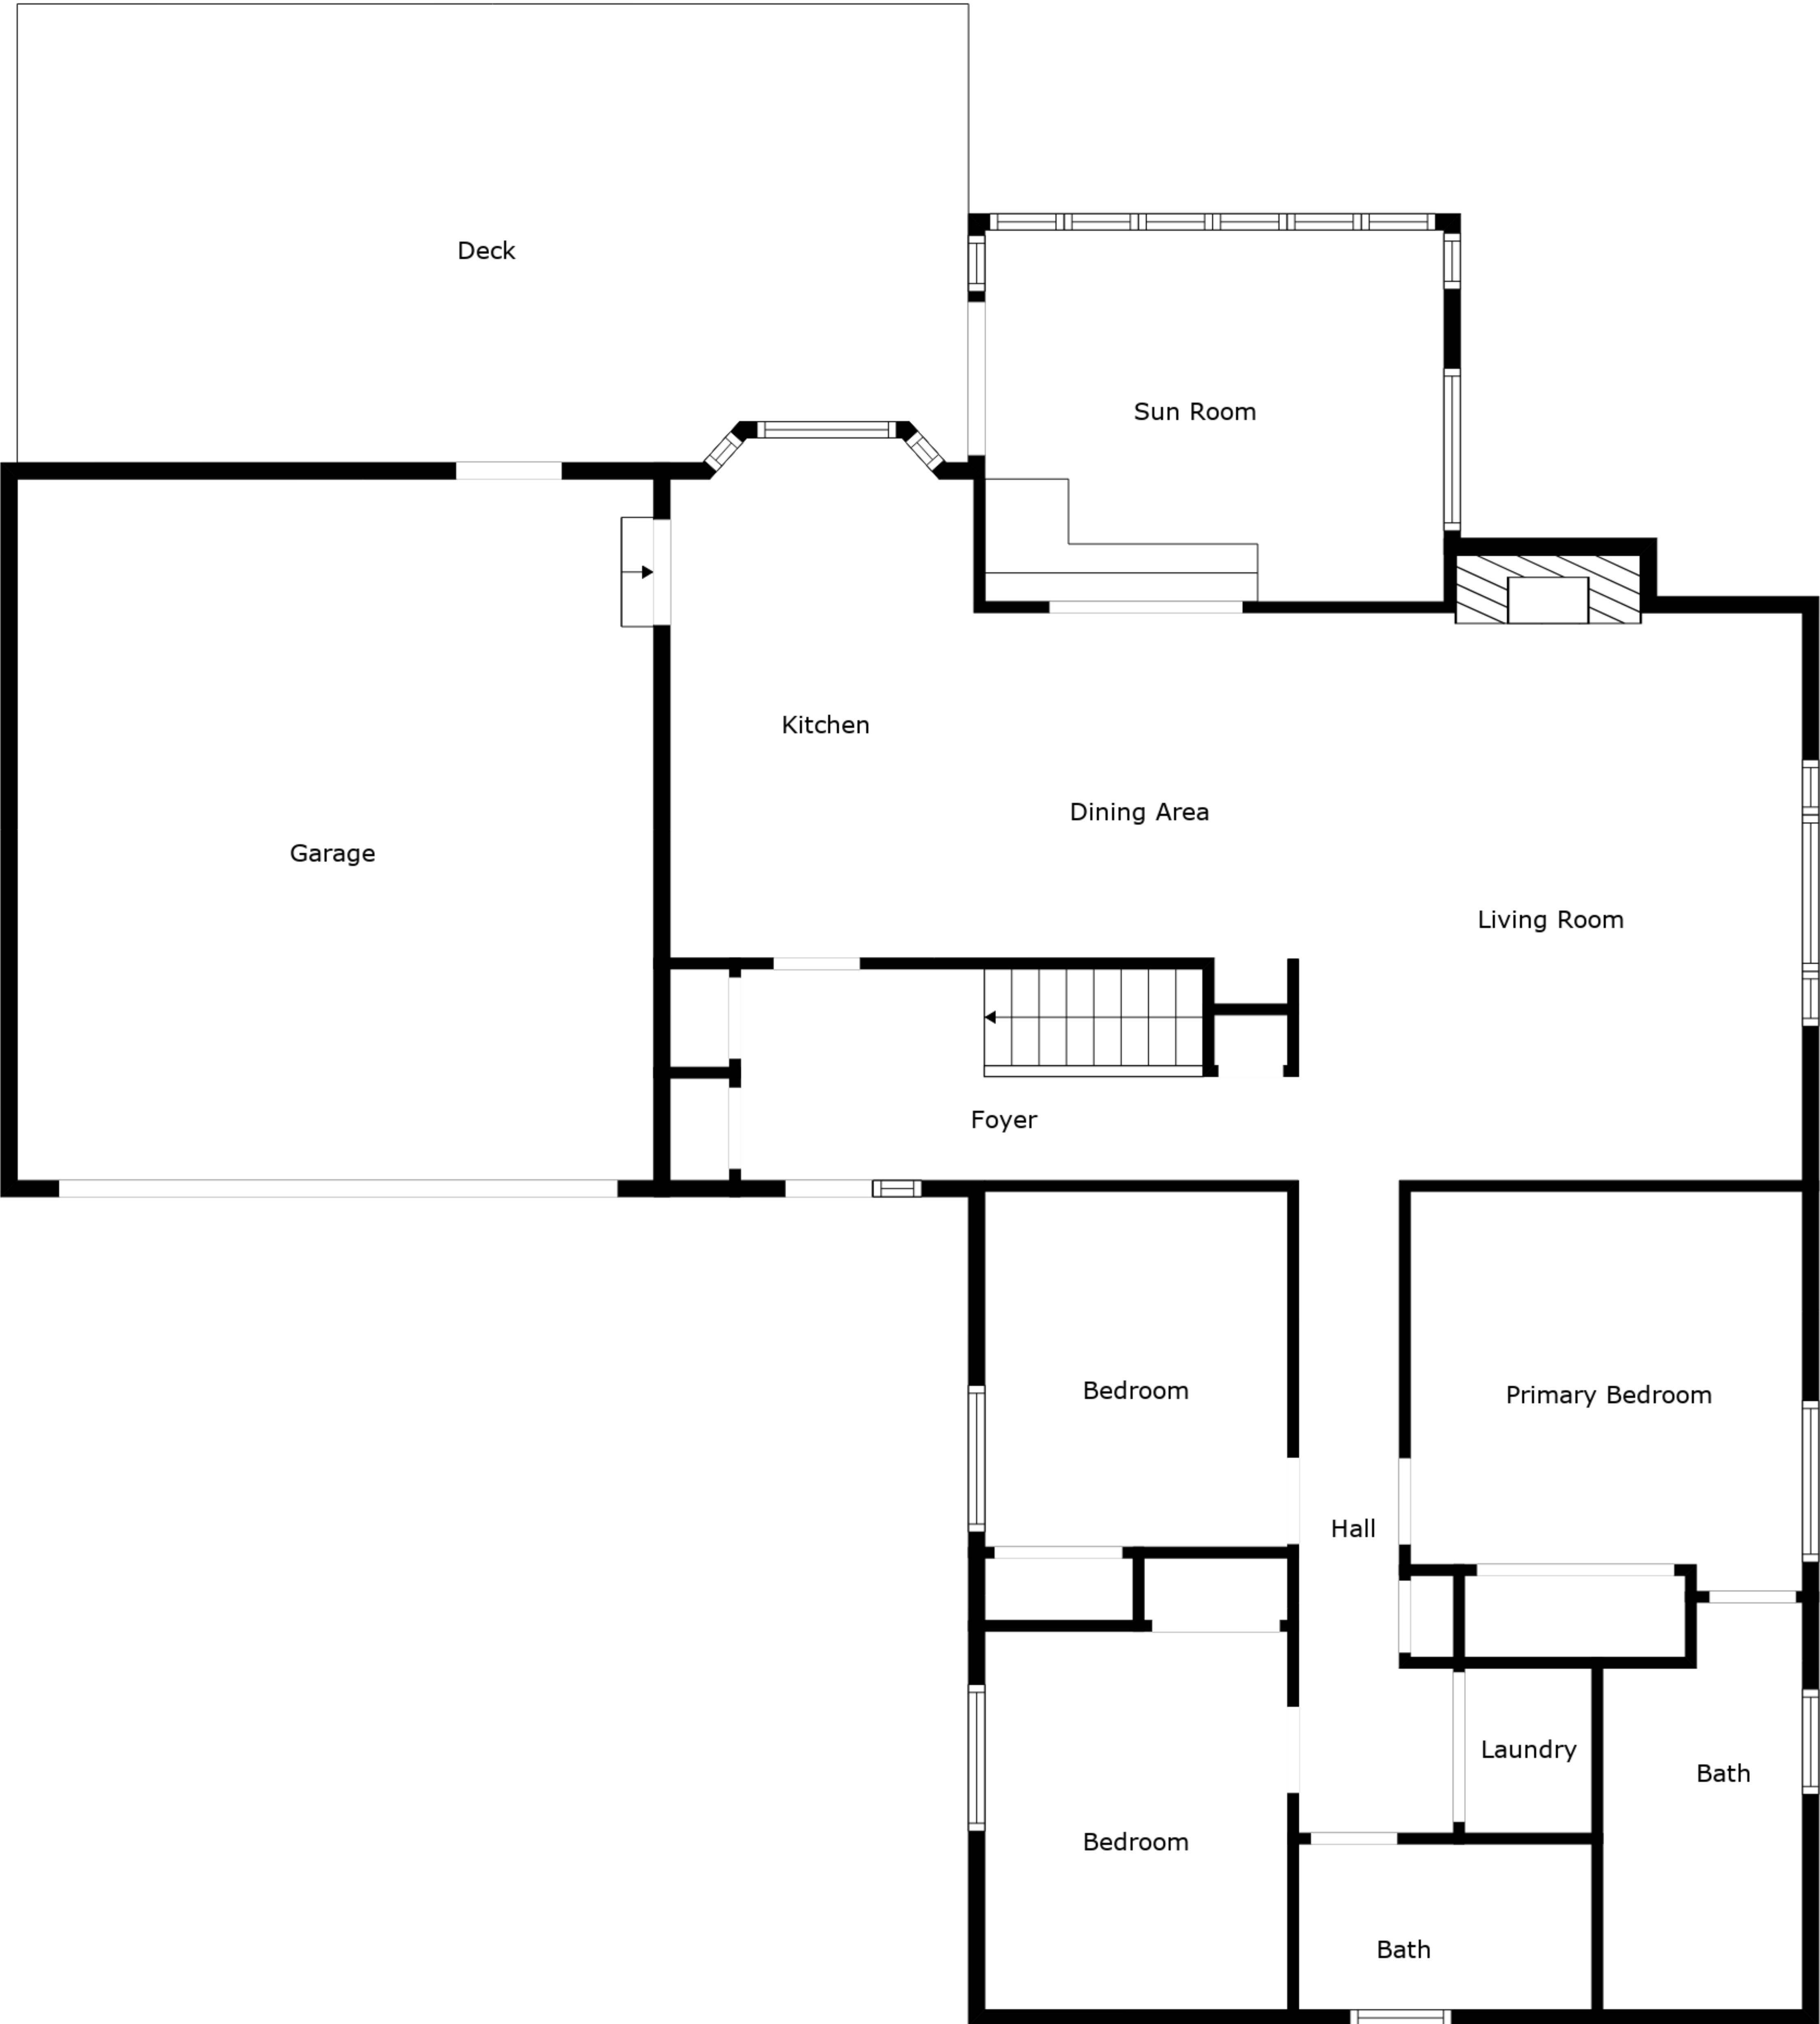 Deck
Sun Room
Kitchen
Dining Area
Garage
Living Room
Foyer
Bedroom
Primary Bedroom
Hall
Laundry
Bath
Bedroom
Bath